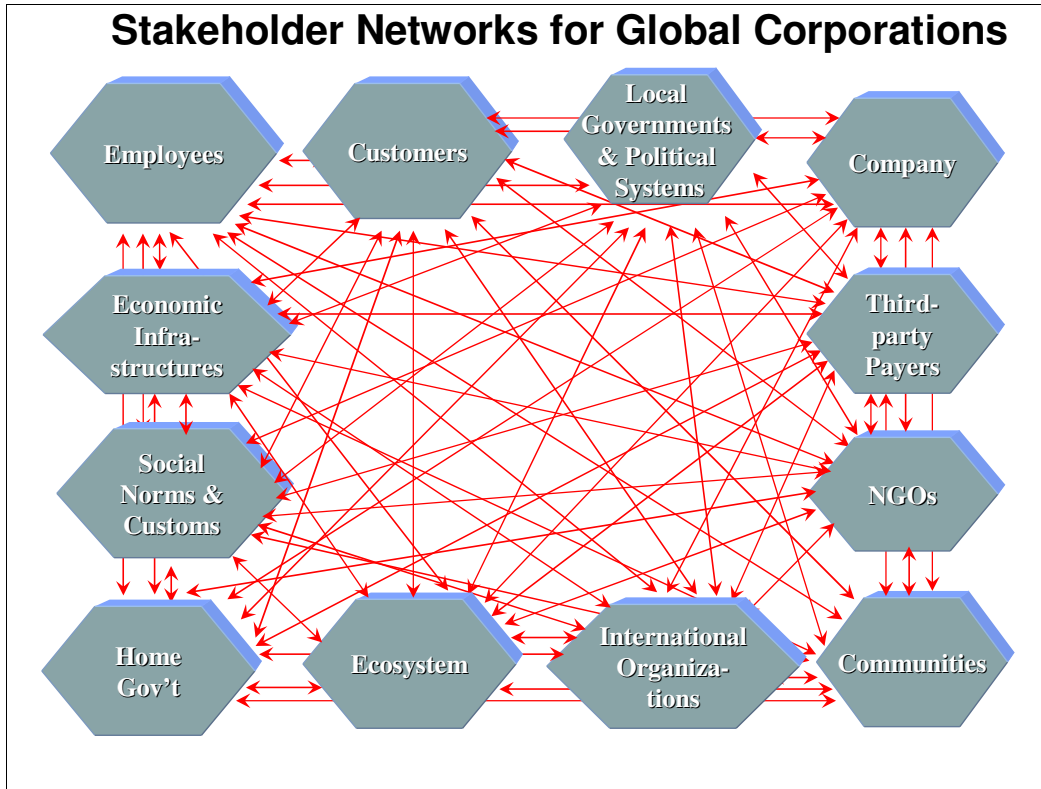 Stakeholder Networks for Global Corporations
Employees
Customers
Local
Governments
& Political
Systems
Company
Economic
Infra-
structures
Third-
party
Payers
Social
Norms &
Customs
NGOs
Home
Gov’t
Ecosystem
International
Organiza-
tions
Communities